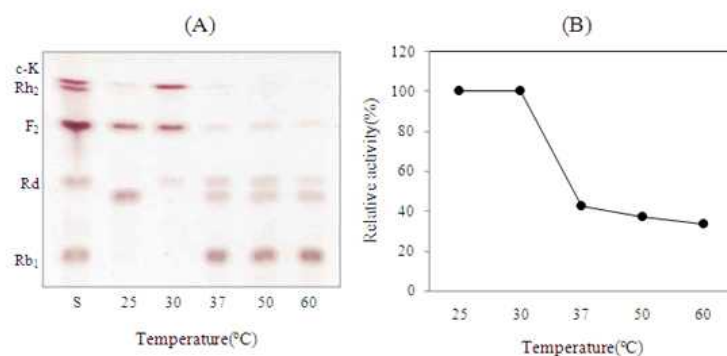 (A)
c-K
Rh₂
F₂
Rd
Rb₁
S 25 30 37 50 60
Temperature(°C)
(B)
Relative activity(%)
120
100
80
60
40
20
0
25 30 37 50 60
Temperature(℃)